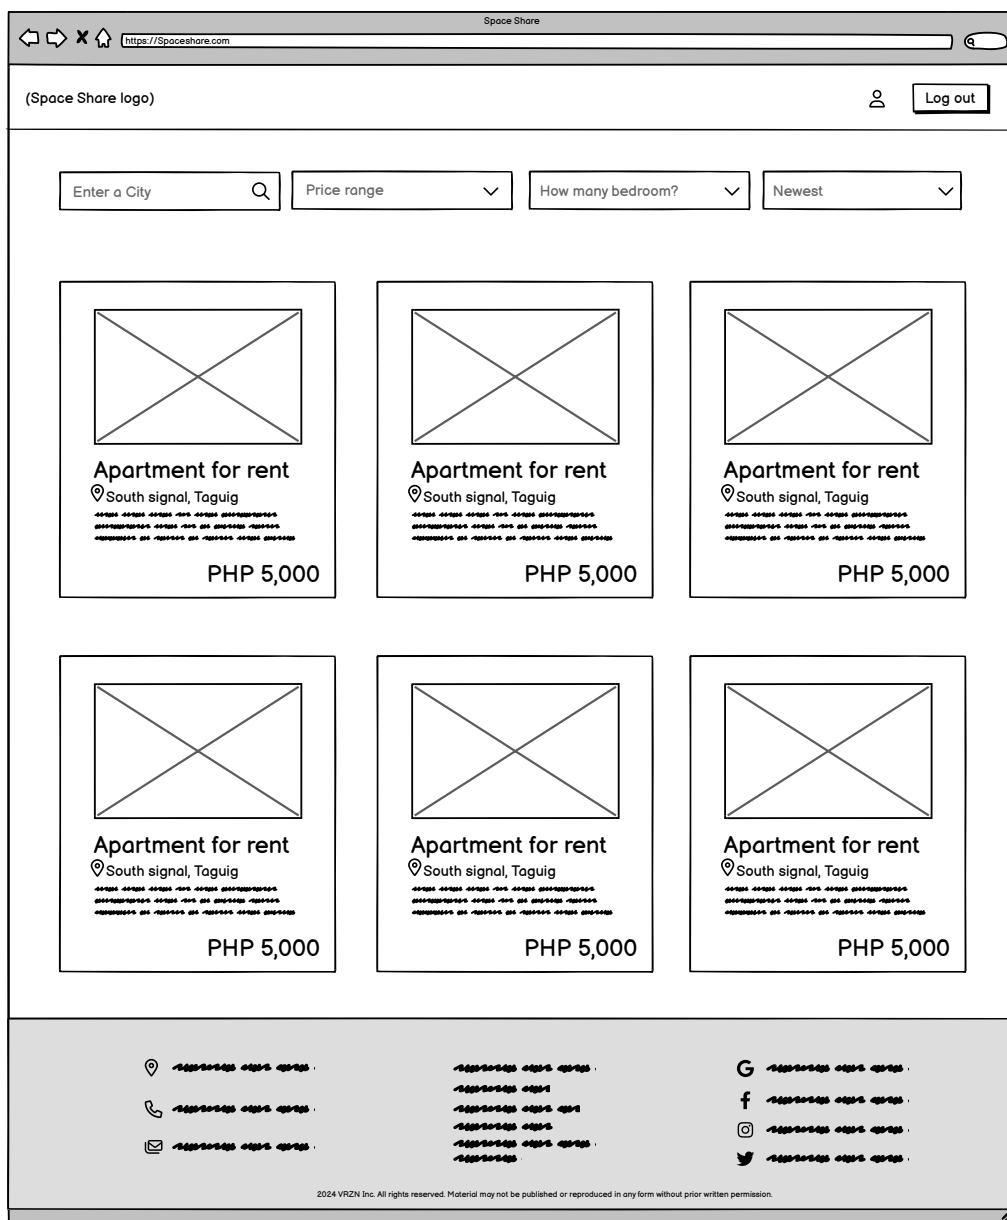 Space Share
https://Spaceshare.com
(Space Share logo)
Log out
Enter a City
Price range
How many bedroom?
Newest
Apartment for rent
South signal, Taguig
PHP 5,000
Apartment for rent
South signal, Taguig
PHP 5,000
Apartment for rent
South signal, Taguig
PHP 5,000
Apartment for rent
South signal, Taguig
PHP 5,000
Apartment for rent
South signal, Taguig
PHP 5,000
Apartment for rent
South signal, Taguig
PHP 5,000
2024 VRZN Inc. All rights reserved. Material may not be published or reproduced in any form without prior written permission.